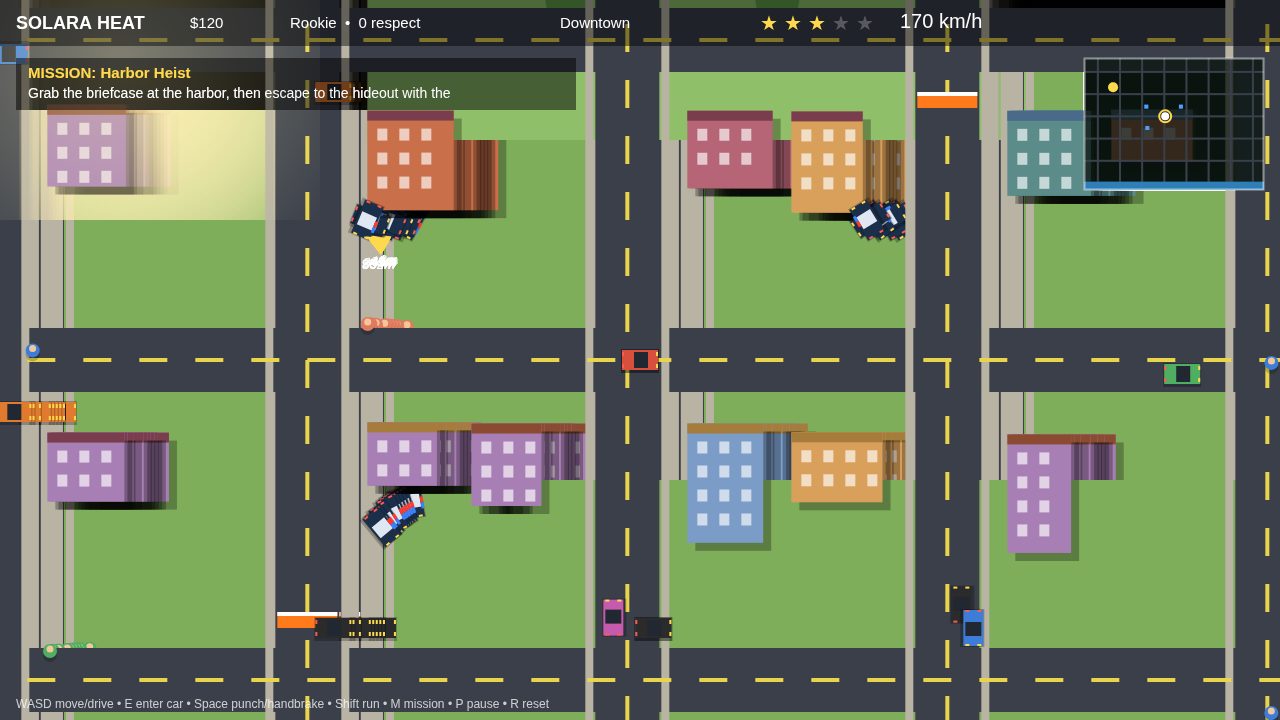 SOLARA HEAT $120 Rookie • 0 respect Downtown ★ ★ ★ ★ ★ 170 km/h
MISSION: Harbor Heist
Grab the briefcase at the harbor, then escape to the hideout with the
WASD move/drive • E enter car • Space punch/handbrake • Shift run • M mission • P pause • R reset